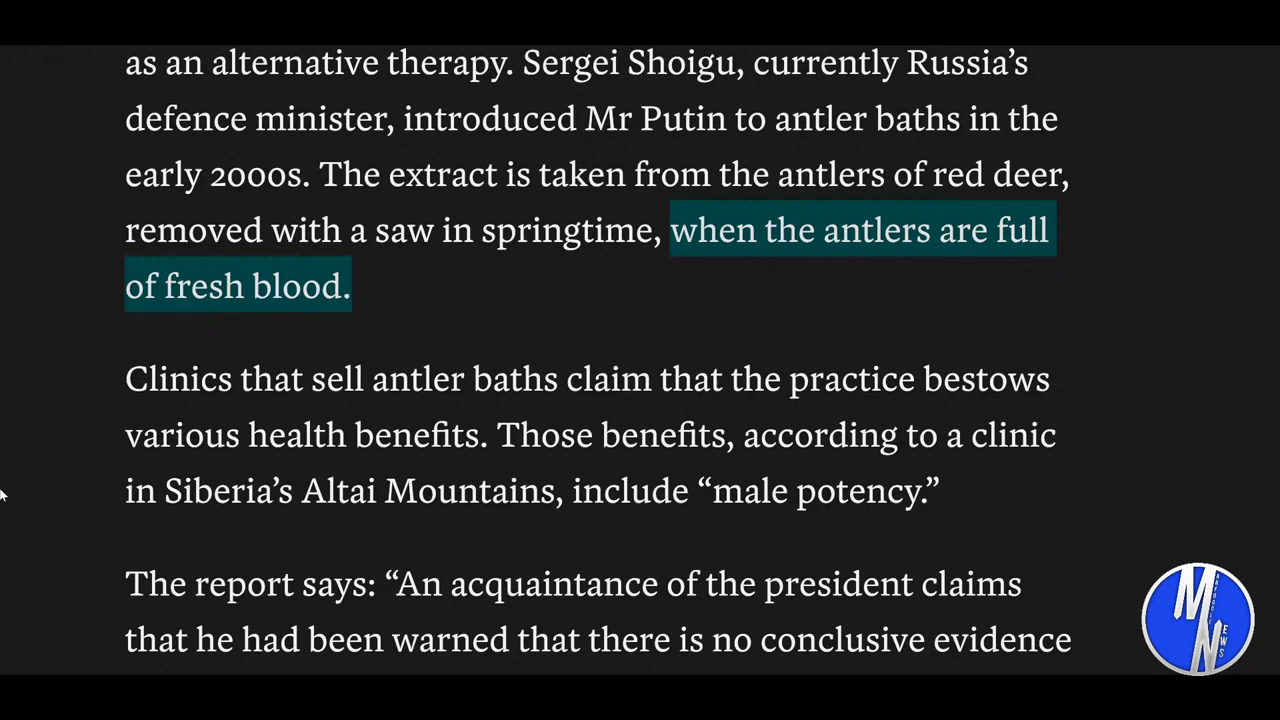 as an alternative therapy. Sergei Shoigu, currently Russia’s
defence minister, introduced Mr Putin to antler baths in the
early 2000s. The extract is taken from the antlers of red deer,
removed with a saw in springtime, when the antlers are full
of fresh blood.
Clinics that sell antler baths claim that the practice bestows
various health benefits. Those benefits, according to a clinic
in Siberia’s Altai Mountains, include “male potency.”
The report says: “An acquaintance of the president claims
that he had been warned that there is no conclusive evidence
M
N
EWS